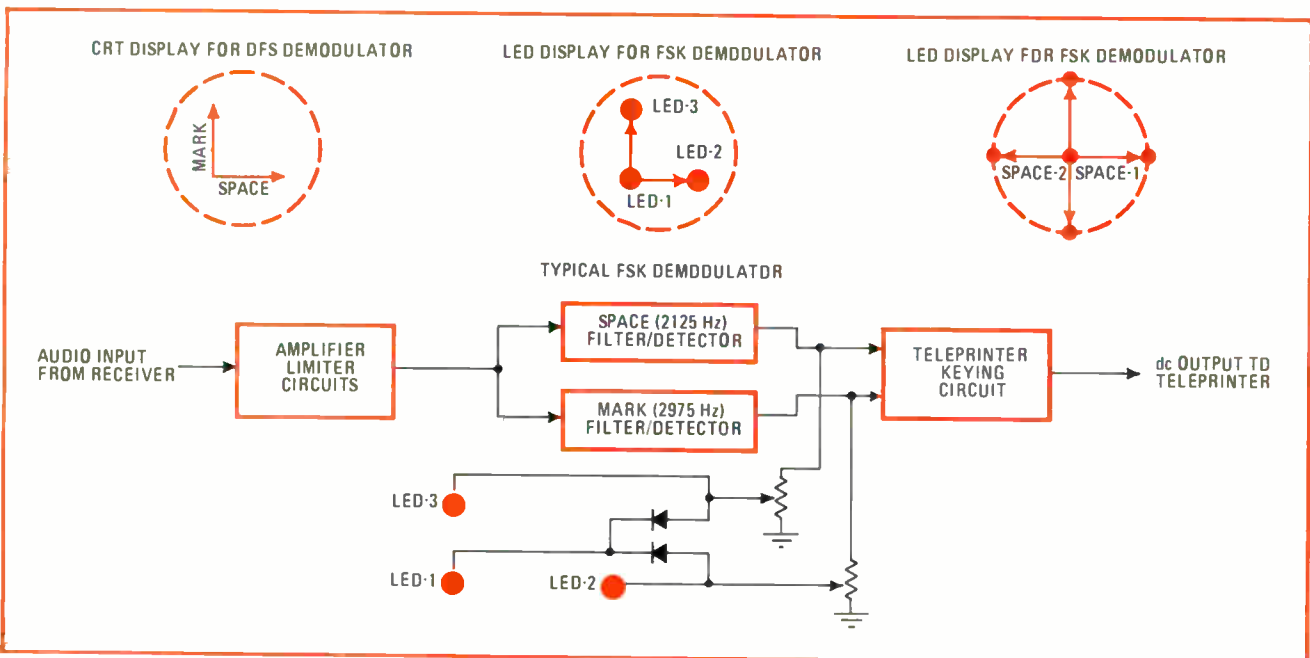 CRT DISPLAY FOR DFS DEMODULATOR
MARK
SPACE
LED DISPLAY FOR FSK DEMDDULATOR
LED-3
LED-2
LED-1
LED DISPLAY FDR FSK DEMODULATOR
SPACE-2
SPACE-1
TYPICAL FSK DEMDDULATDR
AUDIO INPUT
FROM RECEIVER
AMPLIFIER
LIMITER
CIRCUITS
SPACE (2125 Hz)
FILTER/DETECTOR
MARK (2975 Hz)
FILTER/DETECTOR
TELEPRINTER
KEYING
CIRCUIT
dc OUTPUT TD
TELEPRINTER
LED-3
LED-1
LED-2